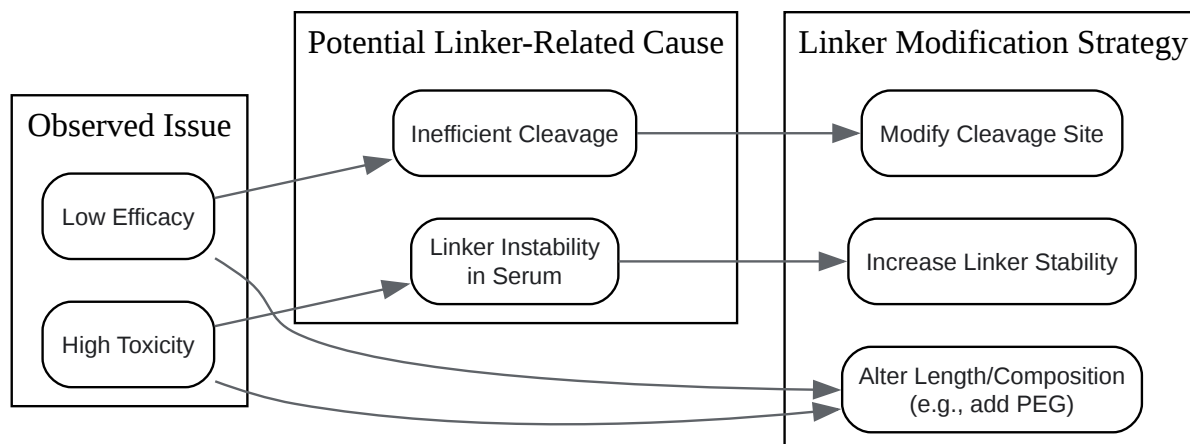 Observed Issue
Low Efficacy
High Toxicity
Potential Linker-Related Cause
Inefficient Cleavage
Linker Instability
in Serum
Linker Modification Strategy
Modify Cleavage Site
Increase Linker Stability
Alter Length/Composition
(e.g., add PEG)